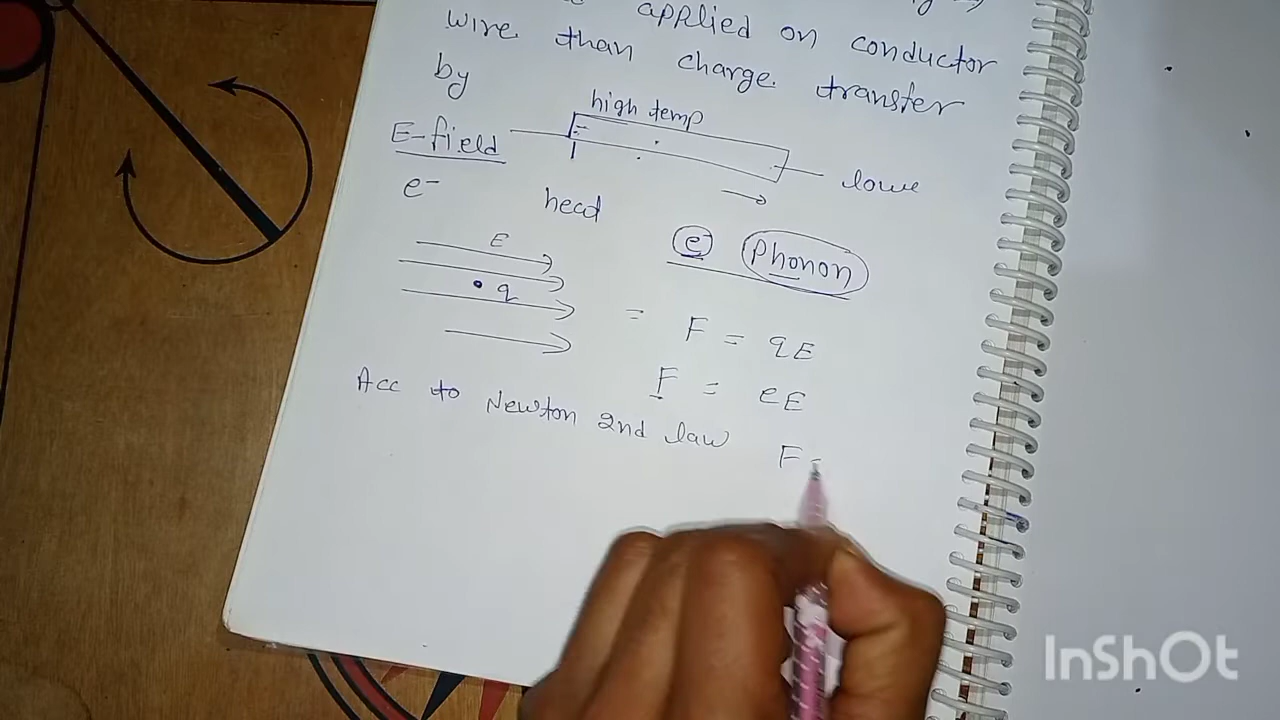 applied on conductor
wire than charge transfer
by
high temp
E-field
lowe
e-
head
E
e- Phonon
q
= F = qE
F = eE
Acc to Newton 2nd law F =
InShOt